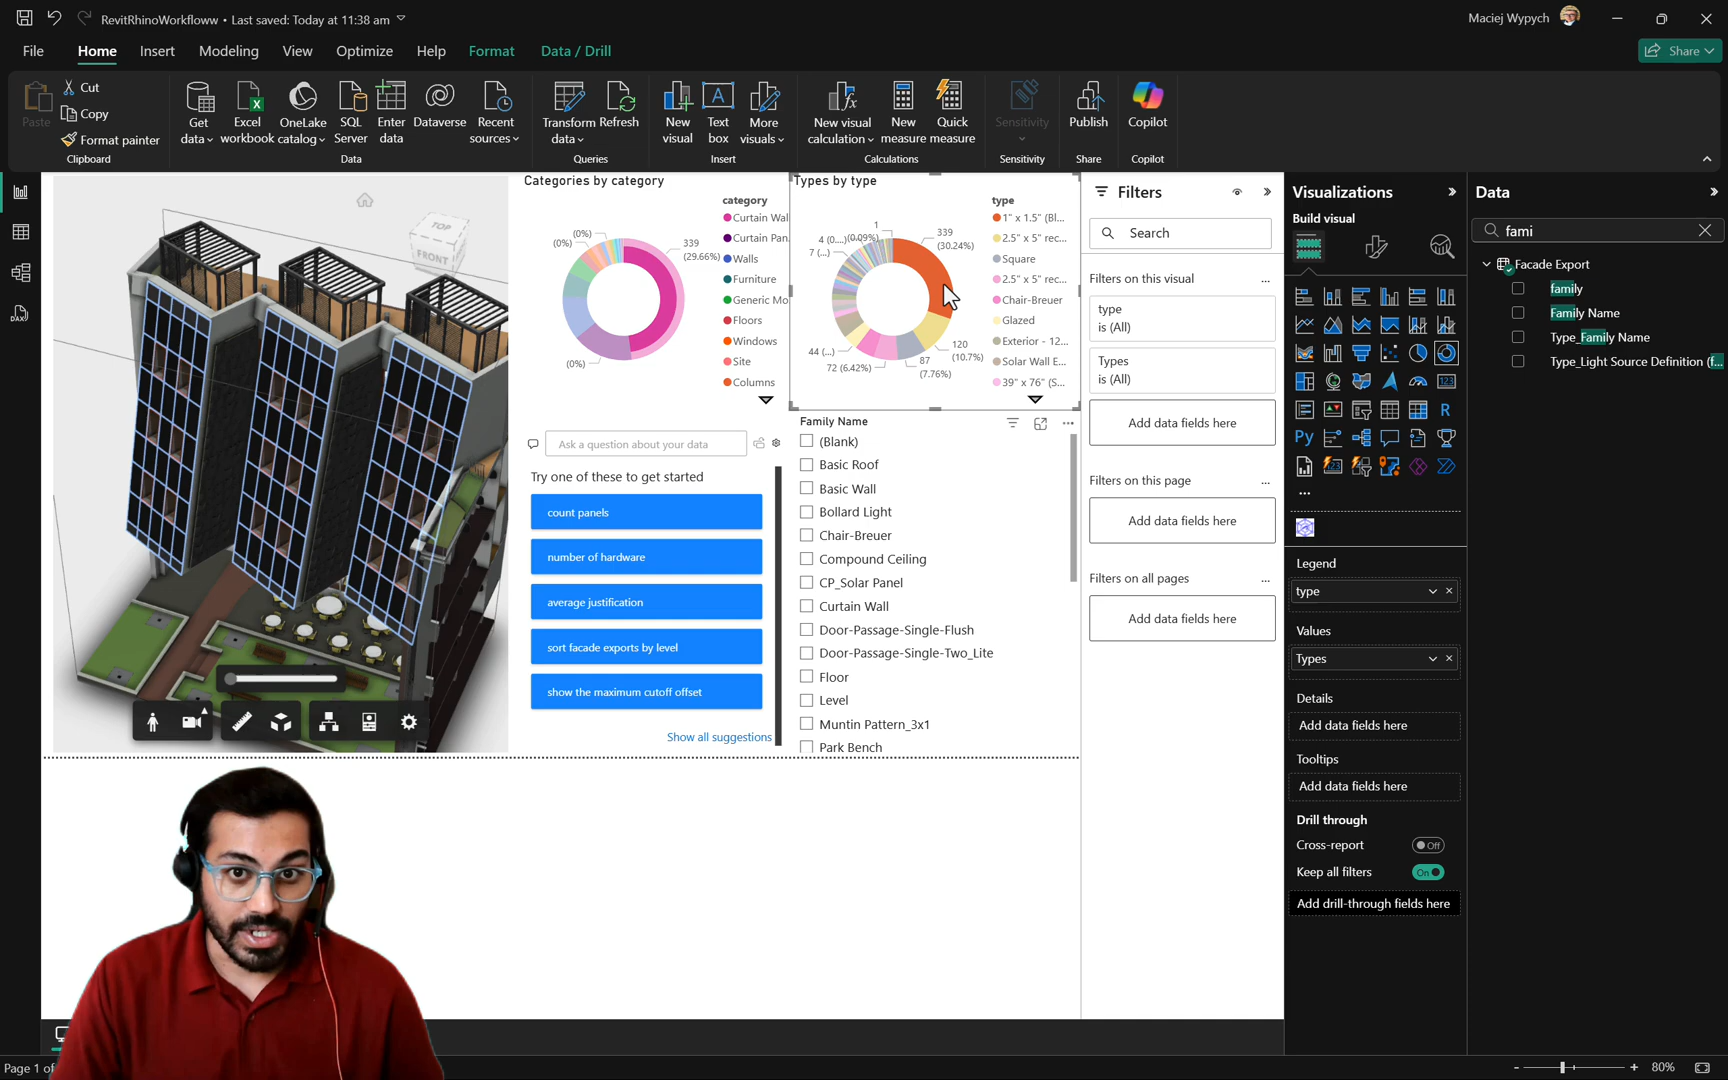 RevitRhinoWorkfloww • Last saved: Today at 11:38 am
Maciej Wypych
File Home Insert Modeling View Optimize Help Format Data / Drill
Share
Paste
Cut
Copy
Format painter
Clipboard
Get data
Excel workbook
OneLake catalog
SQL Server
Enter data
Dataverse
Recent sources
Data
Transform data
Refresh
Queries
New visual
Text box
More visuals
Insert
New visual calculation
New measure
Quick measure
Calculations
Sensitivity
Sensitivity
Publish
Share
Copilot
Copilot
TOP
FRONT
Categories by category
category
Curtain Wal
Curtain Pan.
Walls
Furniture
Generic Mo
Floors
Windows
Site
Columns
(0%)
(0%)
339
(29.66%)
(0%)
Types by type
type
1" x 1.5" (Bl...
2.5" x 5" rec...
Square
2.5" x 5" rec...
Chair-Breuer
Glazed
Exterior - 12...
Solar Wall E...
39" x 76" (S...
1
4 (0....)(0.09%)
7 (...)
339
(30.24%)
120
(10.7%)
87
(7.76%)
72 (6.42%)
44 (...)
Ask a question about your data
Try one of these to get started
count panels
number of hardware
average justification
sort facade exports by level
show the maximum cutoff offset
Show all suggestions
Family Name
(Blank)
Basic Roof
Basic Wall
Bollard Light
Chair-Breuer
Compound Ceiling
CP_Solar Panel
Curtain Wall
Door-Passage-Single-Flush
Door-Passage-Single-Two_Lite
Floor
Level
Muntin Pattern_3x1
Park Bench
Filters
Search
Filters on this visual
type
is (All)
Types
is (All)
Add data fields here
Filters on this page
Add data fields here
Filters on all pages
Add data fields here
Visualizations
Build visual
R
Py
123
Legend
type
Values
Types
Details
Add data fields here
Tooltips
Add data fields here
Drill through
Cross-report
Off
Keep all filters
On
Add drill-through fields here
Data
fami
Facade Export
family
Family Name
Type_Family Name
Type_Light Source Definition (f...
DAX
Page 1 of
80%